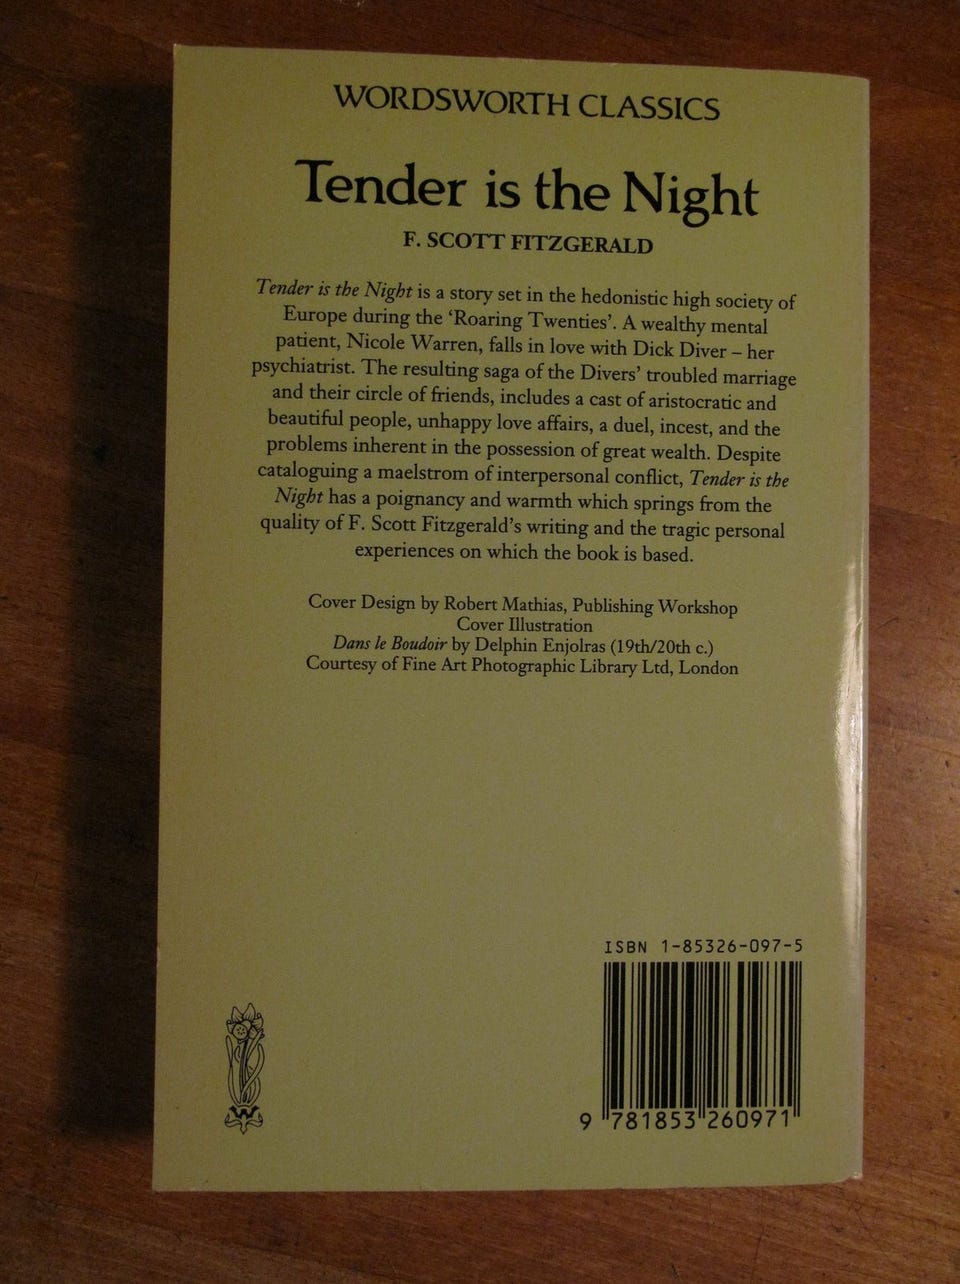 WORDSWORTH CLASSICS
Tender is the Night
F. SCOTT FITZGERALD
Tender is the Night is a story set in the hedonistic high society of
Europe during the ‘Roaring Twenties’. A wealthy mental
patient, Nicole Warren, falls in love with Dick Diver – her
psychiatrist. The resulting saga of the Divers’ troubled marriage
and their circle of friends, includes a cast of aristocratic and
beautiful people, unhappy love affairs, a duel, incest, and the
problems inherent in the possession of great wealth. Despite
cataloguing a maelstrom of interpersonal conflict, Tender is the
Night has a poignancy and warmth which springs from the
quality of F. Scott Fitzgerald’s writing and the tragic personal
experiences on which the book is based.
Cover Design by Robert Mathias, Publishing Workshop
Cover Illustration
Dans le Boudoir by Delphin Enjolras (19th/20th c.)
Courtesy of Fine Art Photographic Library Ltd, London
ISBN 1-85326-097-5
9 781853 260971
W